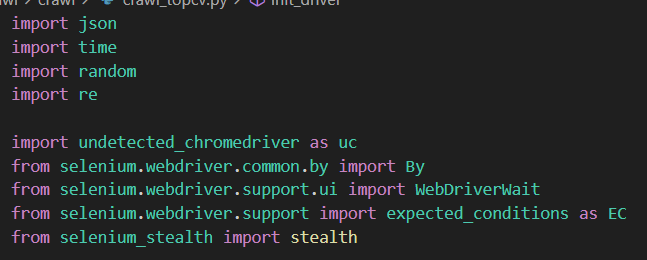 crawl > crawl_topcv.py > init_driver
import json
import time
import random
import re
import undetected_chromedriver as uc
from selenium.webdriver.common.by import By
from selenium.webdriver.support.ui import WebDriverWait
from selenium.webdriver.support import expected_conditions as EC
from selenium_stealth import stealth